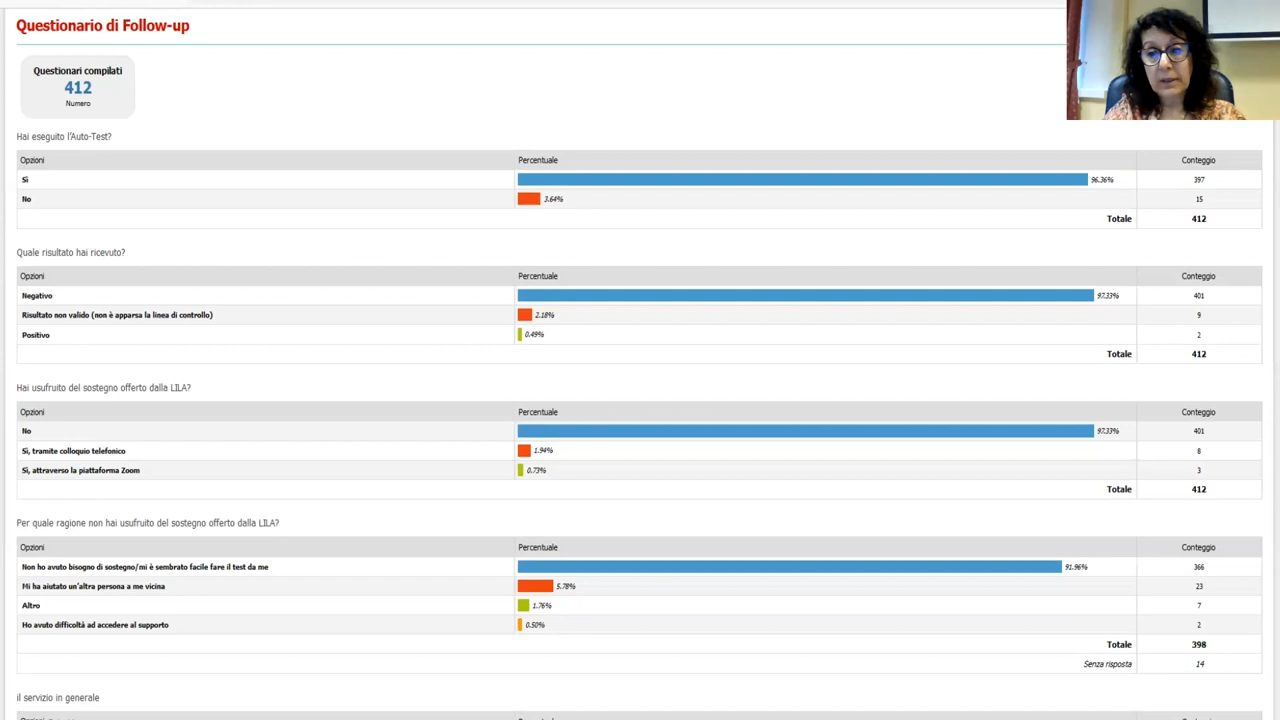 Questionario di Follow-up
Questionari compilati
412
Numero
Hai eseguito l'Auto-Test?
Opzioni Percentuale Conteggio
Sì 96.36% 397
No 3.64% 15
Totale 412
Quale risultato hai ricevuto?
Opzioni Percentuale Conteggio
Negativo 97.33% 401
Risultato non valido (non è apparsa la linea di controllo) 2.18% 9
Positivo 0.49% 2
Totale 412
Hai usufruito del sostegno offerto dalla LILA?
Opzioni Percentuale Conteggio
No 97.33% 401
Sì, tramite colloquio telefonico 1.94% 8
Sì, attraverso la piattaforma Zoom 0.73% 3
Totale 412
Per quale ragione non hai usufruito del sostegno offerto dalla LILA?
Opzioni Percentuale Conteggio
Non ho avuto bisogno di sostegno/mi è sembrato facile fare il test da me 91.96% 366
Mi ha aiutato un'altra persona a me vicina 5.78% 23
Altro 1.76% 7
Ho avuto difficoltà ad accedere al supporto 0.50% 2
Totale 398
Senza risposta 14
il servizio in generale